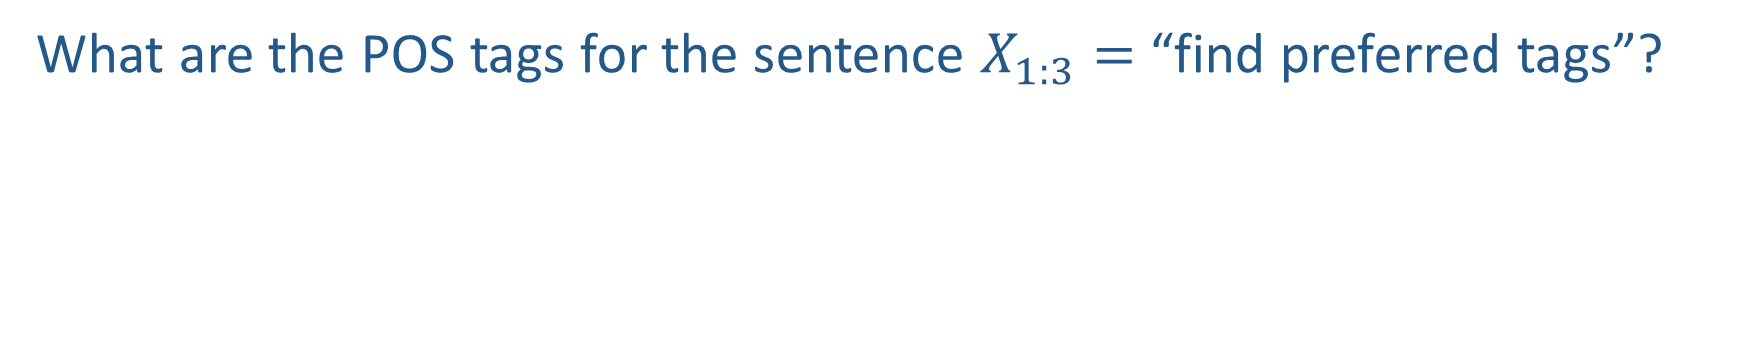 What are the POS tags for the sentence X₁:₃ = “find preferred tags”?